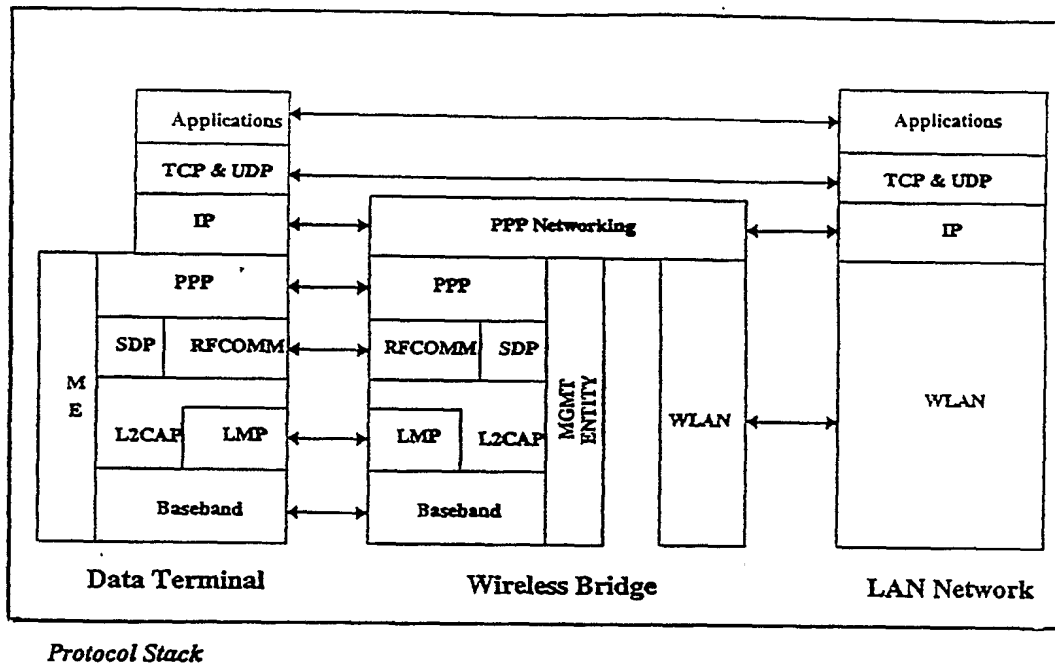 Applications
TCP & UDP
IP
PPP
SDP
RFCOMM
M
E
L2CAP
LMP
Baseband
Data Terminal
PPP Networking
PPP
RFCOMM
SDP
LMP
L2CAP
Baseband
MGMT
ENTITY
WLAN
Wireless Bridge
Applications
TCP & UDP
IP
WLAN
LAN Network
Protocol Stack